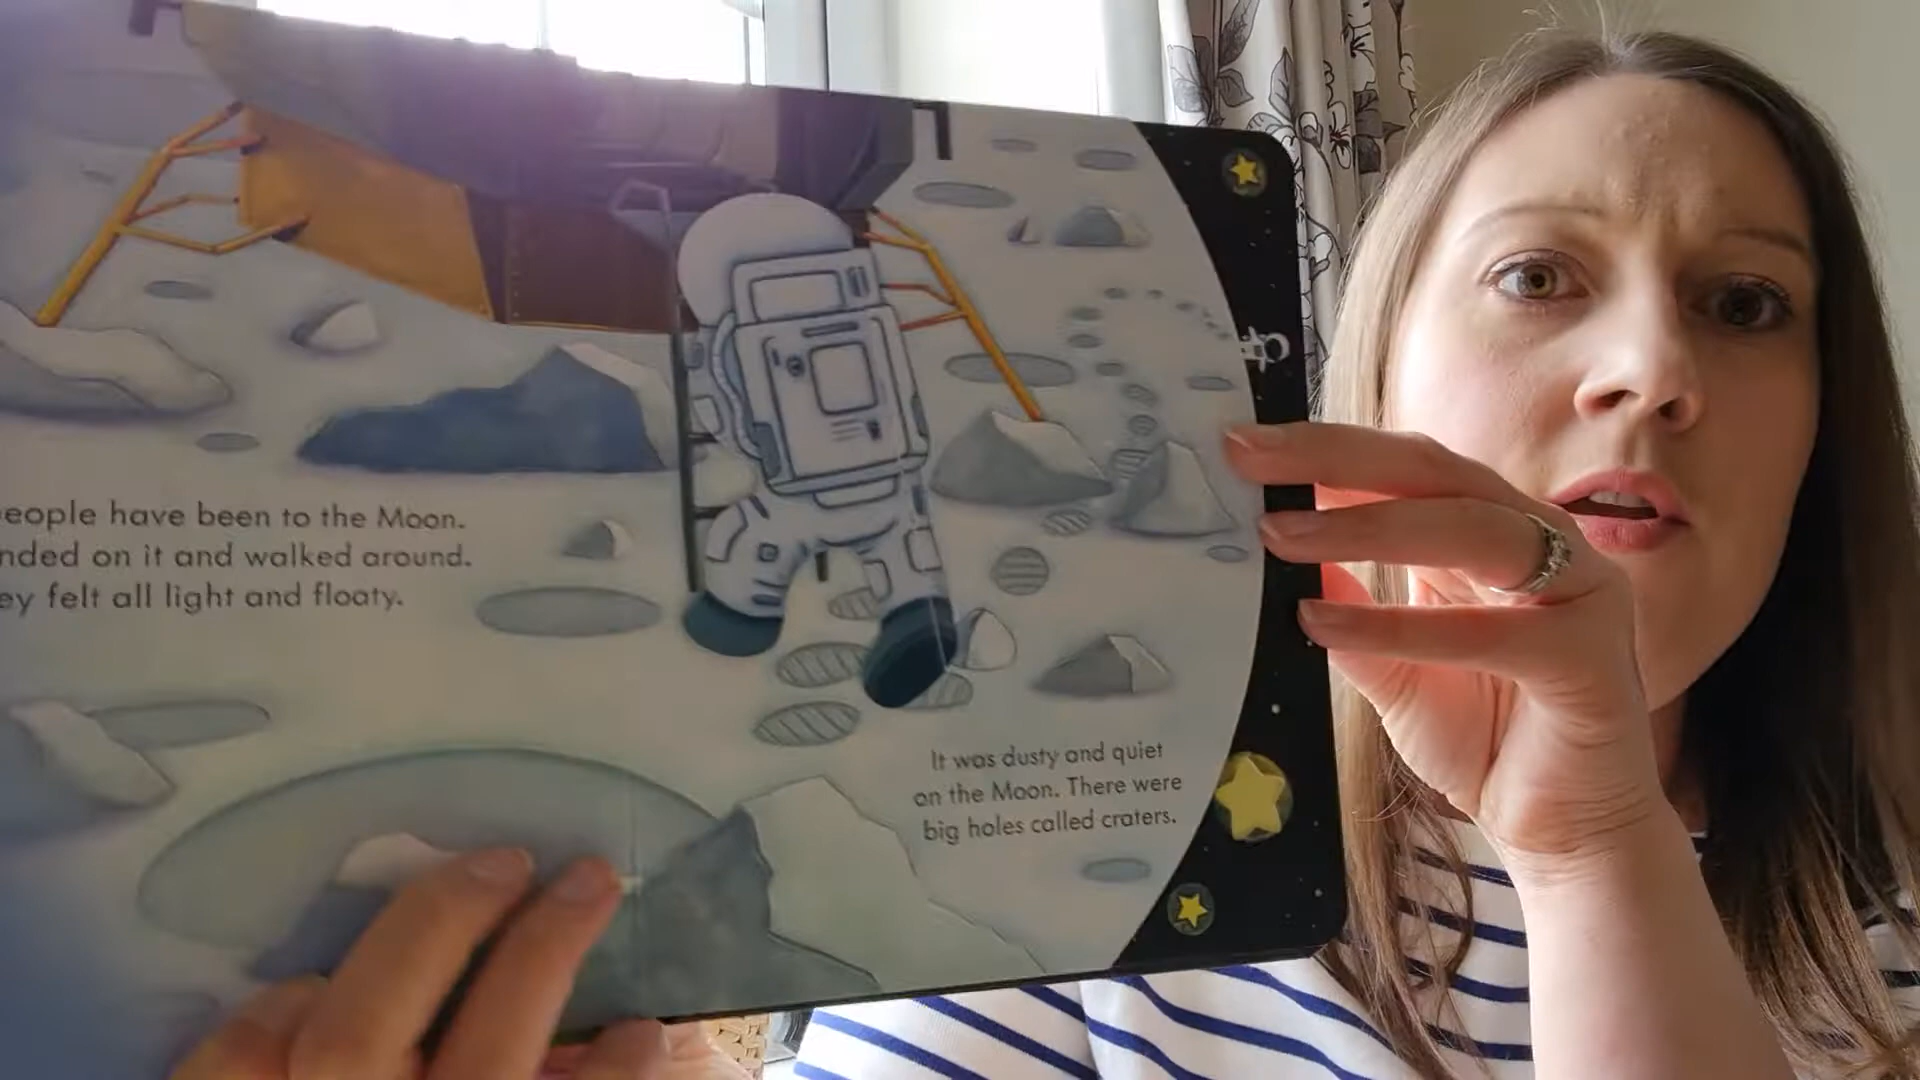 eople have been to the Moon.
nded on it and walked around.
ey felt all light and floaty.
It was dusty and quiet
on the Moon. There were
big holes called craters.